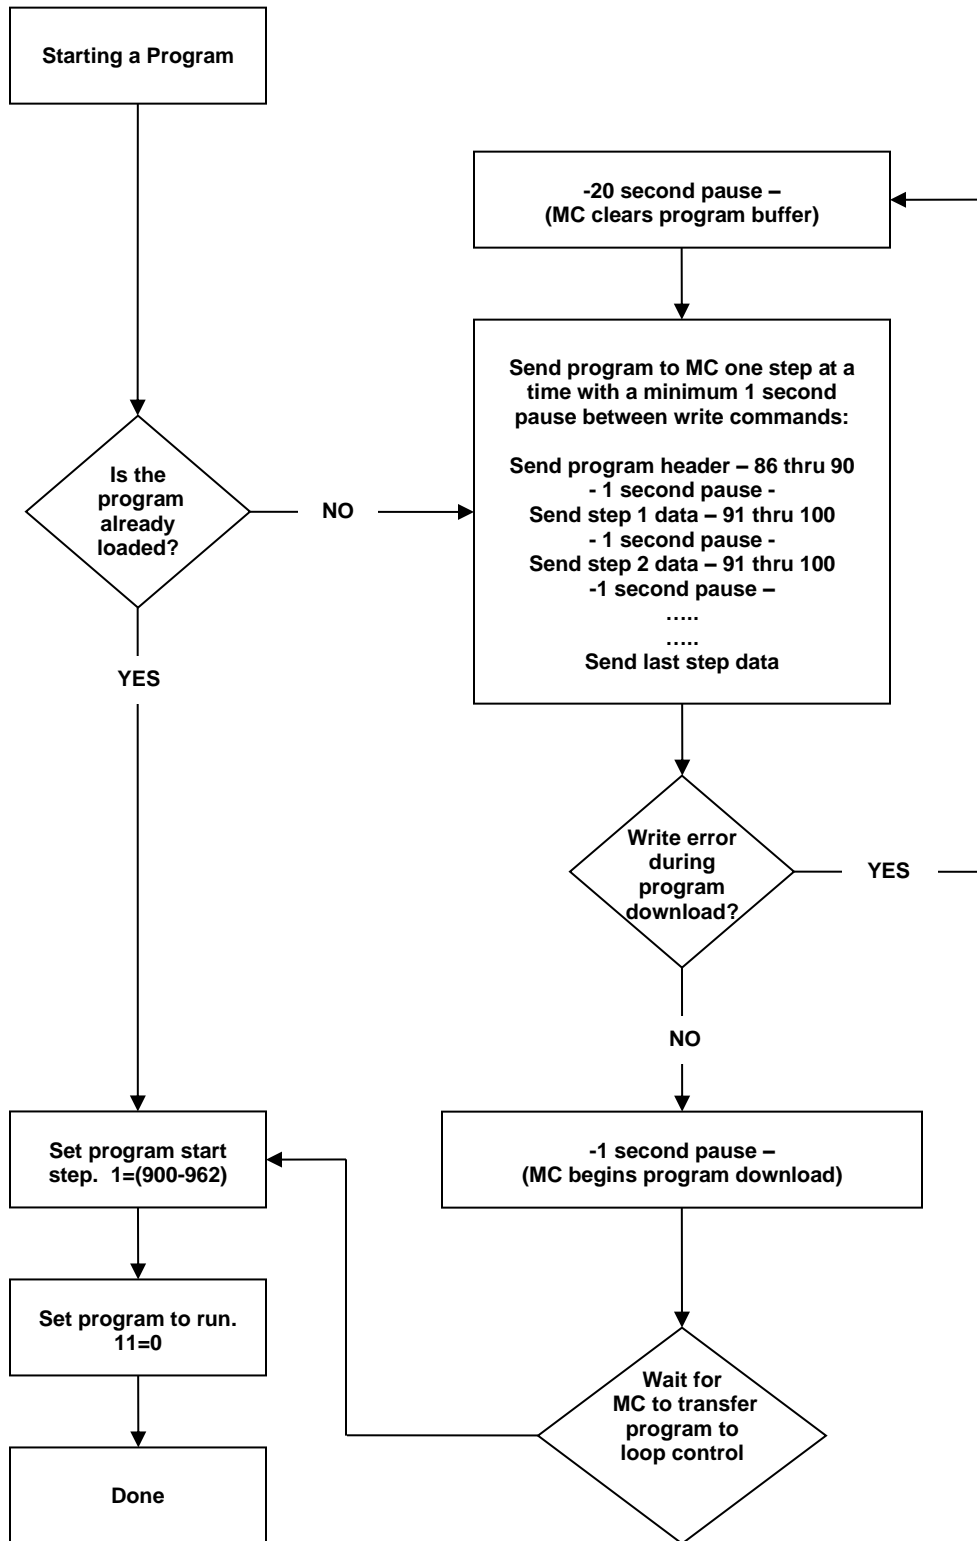 Starting a Program
-20 second pause –
(MC clears program buffer)
Send program to MC one step at a
time with a minimum 1 second
pause between write commands:
Send program header – 86 thru 90
- 1 second pause -
Send step 1 data – 91 thru 100
- 1 second pause -
Send step 2 data – 91 thru 100
-1 second pause –
…..
…..
Send last step data
Is the
program
already
loaded?
NO
YES
Write error
during
program
download?
YES
NO
Set program start
step.  1=(900-962)
-1 second pause –
(MC begins program download)
Set program to run.
11=0
Wait for
MC to transfer
program to
loop control
Done